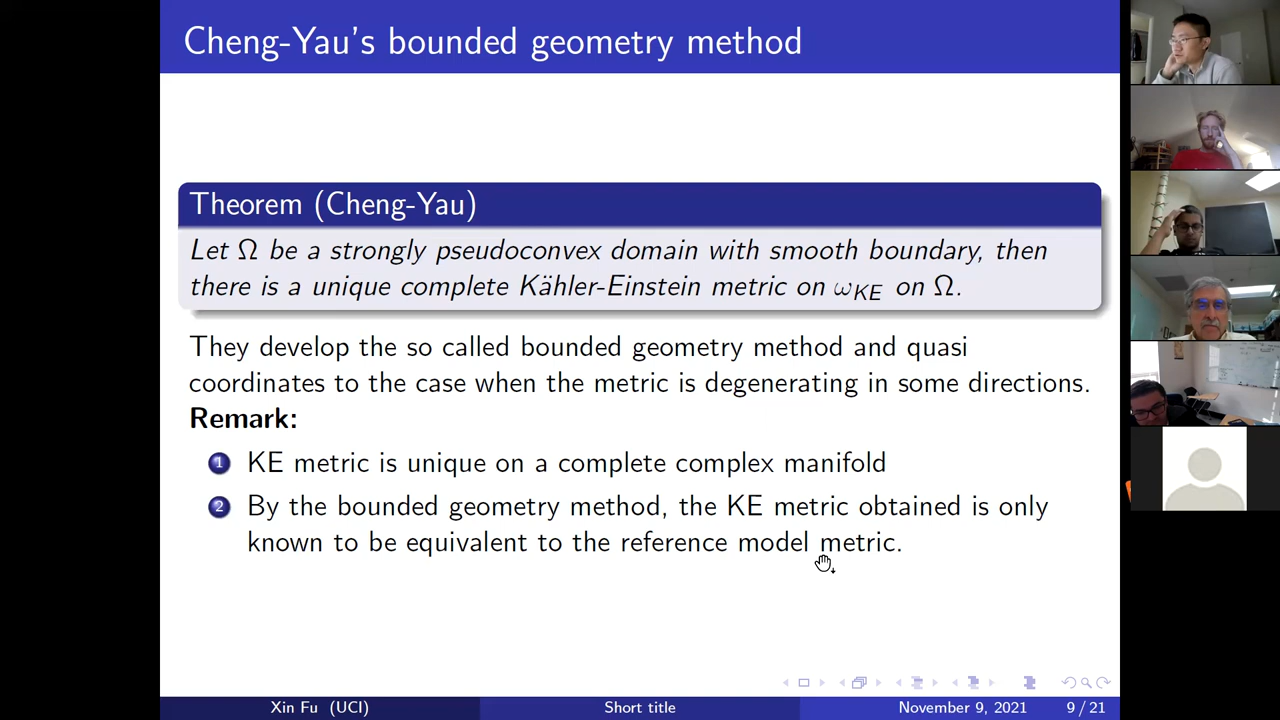 Cheng-Yau's bounded geometry method
Theorem (Cheng-Yau)
Let Ω be a strongly pseudoconvex domain with smooth boundary, then
there is a unique complete Kähler-Einstein metric on ω_KE on Ω.
They develop the so called bounded geometry method and quasi
coordinates to the case when the metric is degenerating in some directions.
Remark:
1 KE metric is unique on a complete complex manifold
2 By the bounded geometry method, the KE metric obtained is only
known to be equivalent to the reference model metric.
Xin Fu (UCI) Short title November 9, 2021 9 / 21